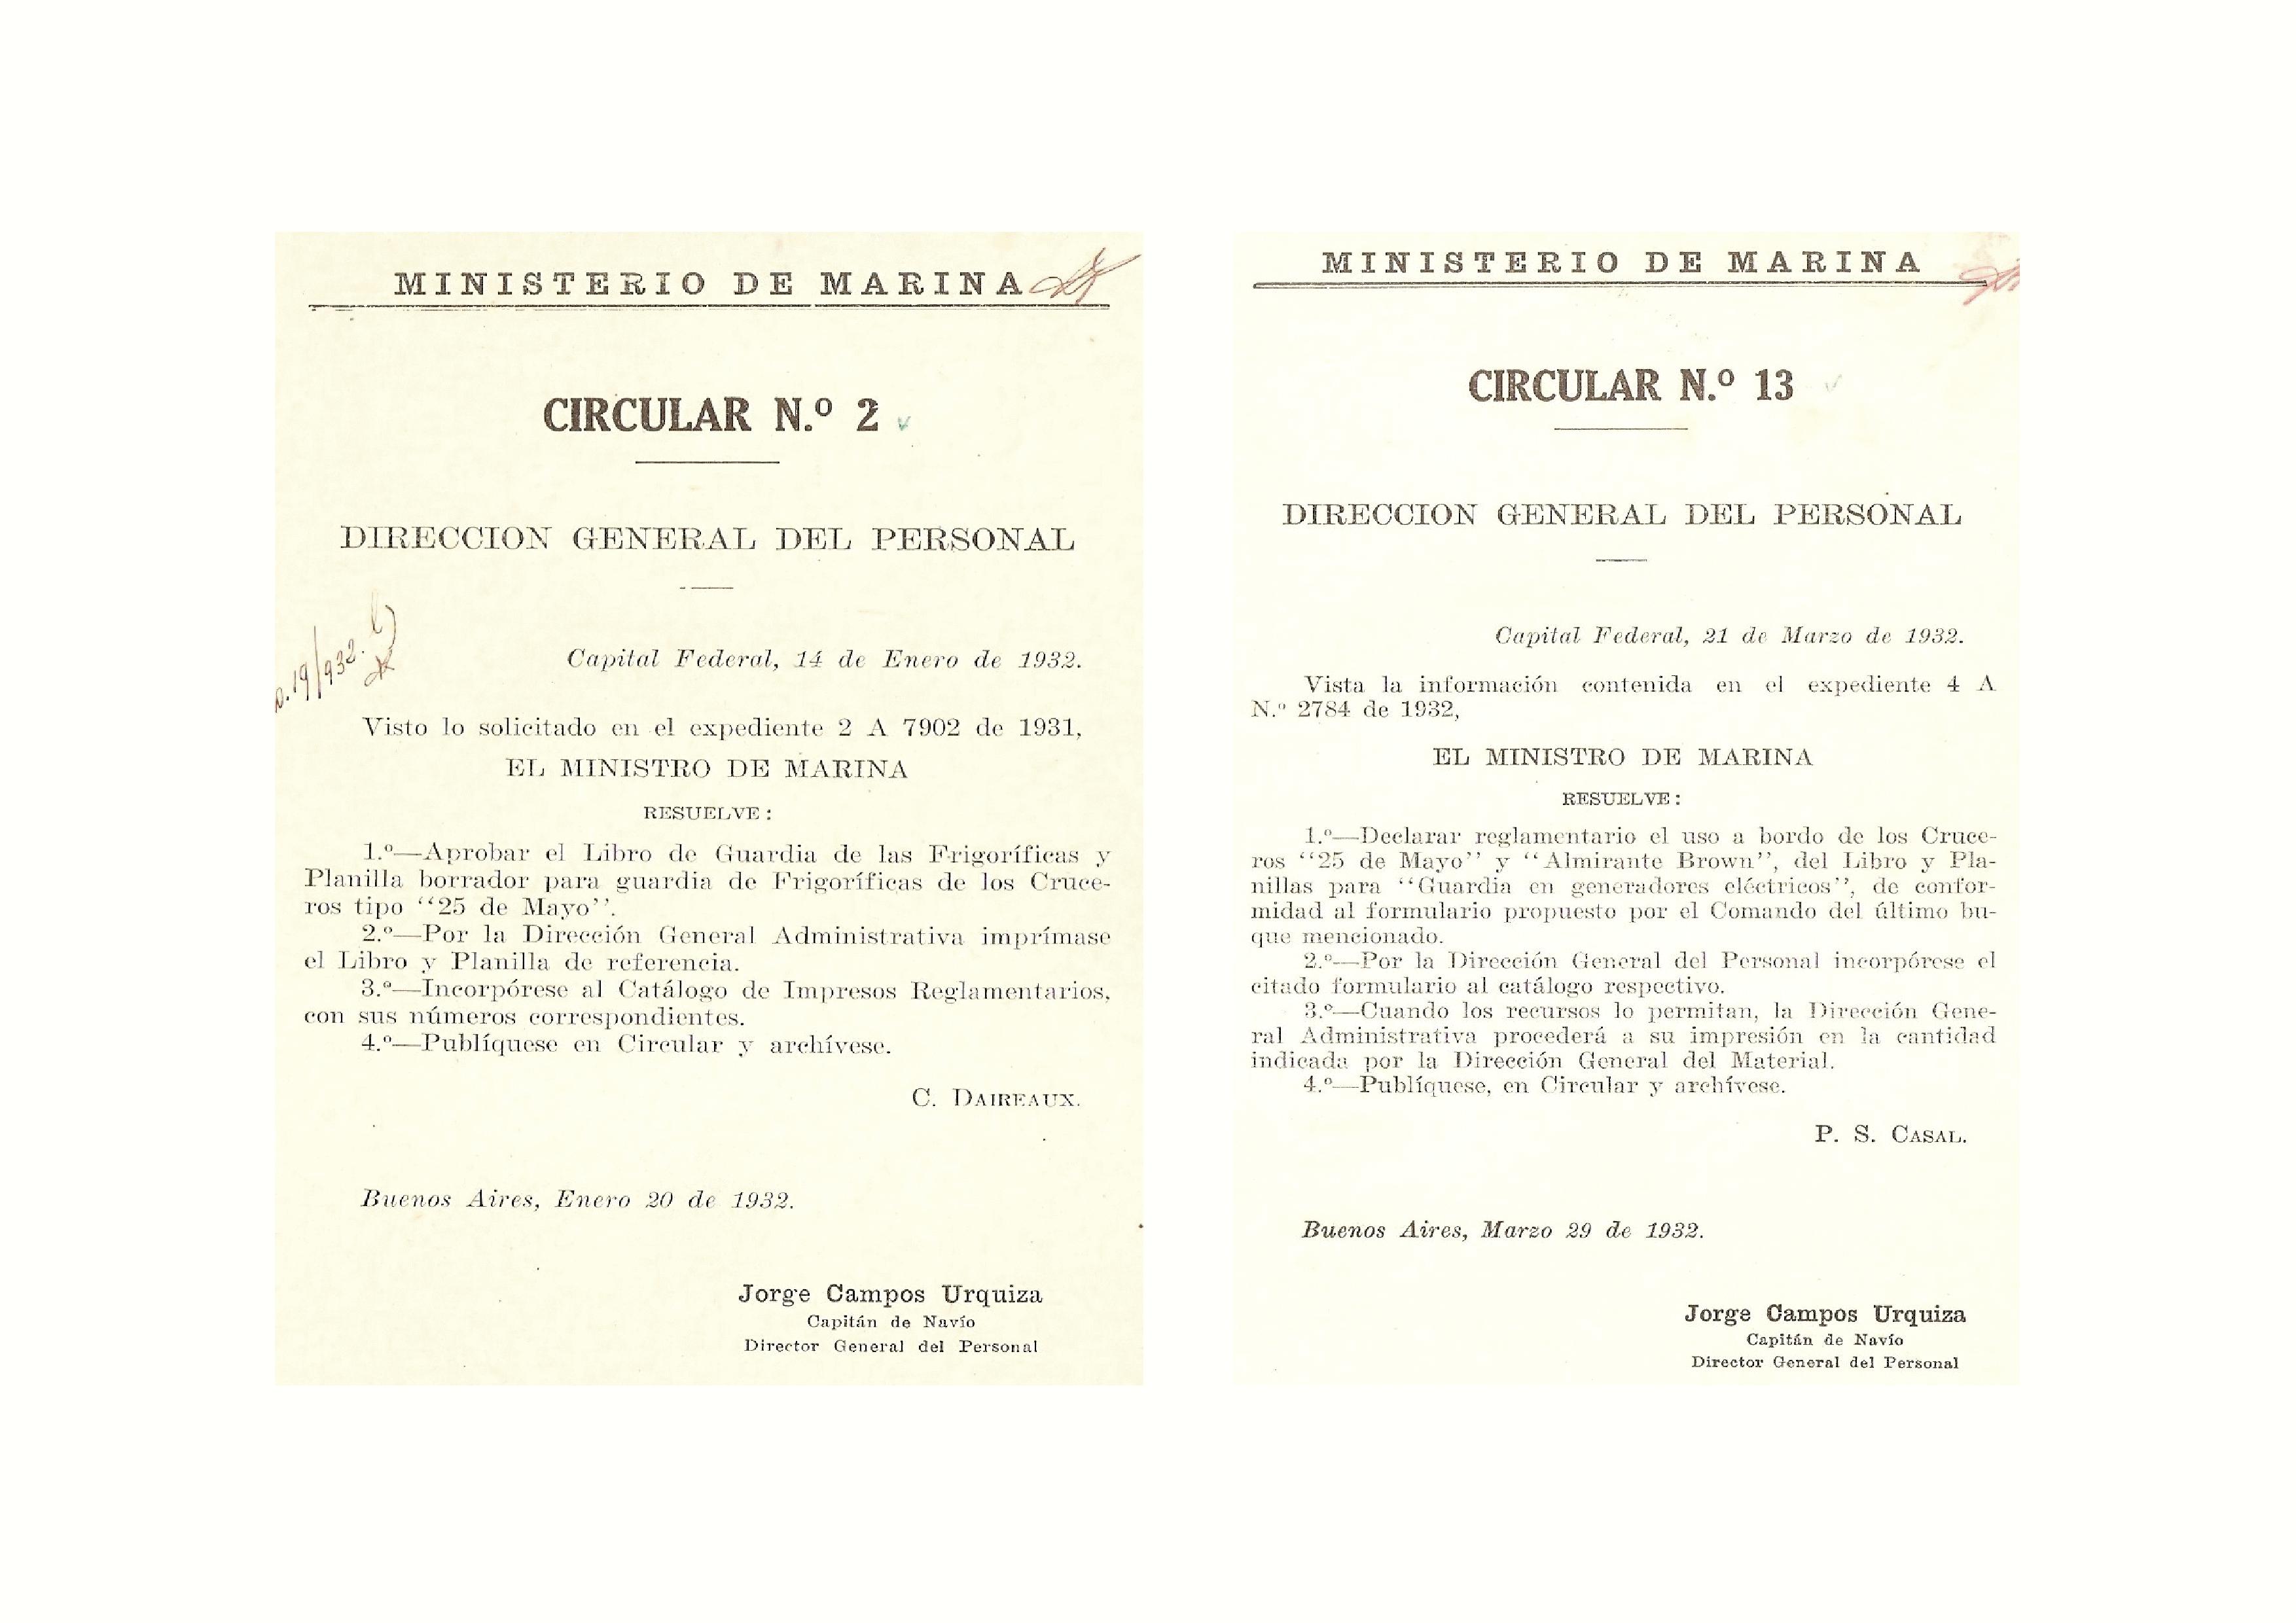 MINISTERIO DE MARINA
CIRCULAR N.º 2
DIRECCION GENERAL DEL PERSONAL
19/932.
Capital Federal, 14 de Enero de 1932.
Visto lo solicitado en el expediente 2 A 7902 de 1931,
EL MINISTRO DE MARINA
RESUELVE:
1.º—Aprobar el Libro de Guardia de las Frigoríficas y
Planilla borrador para guardia de Frigoríficas de los Cruce-
ros tipo “25 de Mayo”.
2.º—Por la Dirección General Administrativa imprímase
el Libro y Planilla de referencia.
3.º—Incorpórese al Catálogo de Impresos Reglamentarios,
con sus números correspondientes.
4.º—Publíquese en Circular y archívese.
C. DAIREAUX.
Buenos Aires, Enero 20 de 1932.
Jorge Campos Urquiza
Capitán de Navío
Director General del Personal
MINISTERIO DE MARINA
CIRCULAR N.º 13
DIRECCION GENERAL DEL PERSONAL
Capital Federal, 21 de Marzo de 1932.
Vista la información contenida en el expediente 4 A
N.º 2784 de 1932,
EL MINISTRO DE MARINA
RESUELVE:
1.º—Declarar reglamentario el uso a bordo de los Cruce-
ros “25 de Mayo” y “Almirante Brown”, del Libro y Pla-
nillas para “Guardia en generadores eléctricos”, de confor-
midad al formulario propuesto por el Comando del último bu-
que mencionado.
2.º—Por la Dirección General del Personal incorpórese el
citado formulario al catálogo respectivo.
3.º—Cuando los recursos lo permitan, la Dirección Gene-
ral Administrativa procederá a su impresión en la cantidad
indicada por la Dirección General del Material.
4.º—Publíquese, en Circular y archívese.
P. S. CASAL.
Buenos Aires, Marzo 29 de 1932.
Jorge Campos Urquiza
Capitán de Navío
Director General del Personal